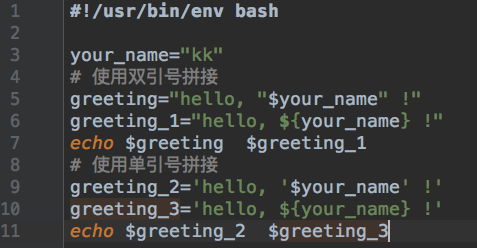 1 #!/usr/bin/env bash
2
3 your_name="kk"
4 # 使用双引号拼接
5 greeting="hello, "$your_name" !"
6 greeting_1="hello, ${your_name} !"
7 echo $greeting  $greeting_1
8 # 使用单引号拼接
9 greeting_2='hello, '$your_name' !'
10 greeting_3='hello, ${your_name} !'
11 echo $greeting_2  $greeting_3